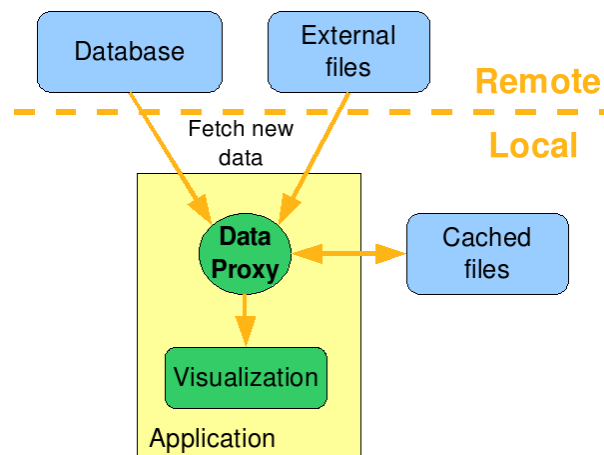 Database
External
files
Remote
Fetch new
data
Local
Data
Proxy
Cached
files
Visualization
Application